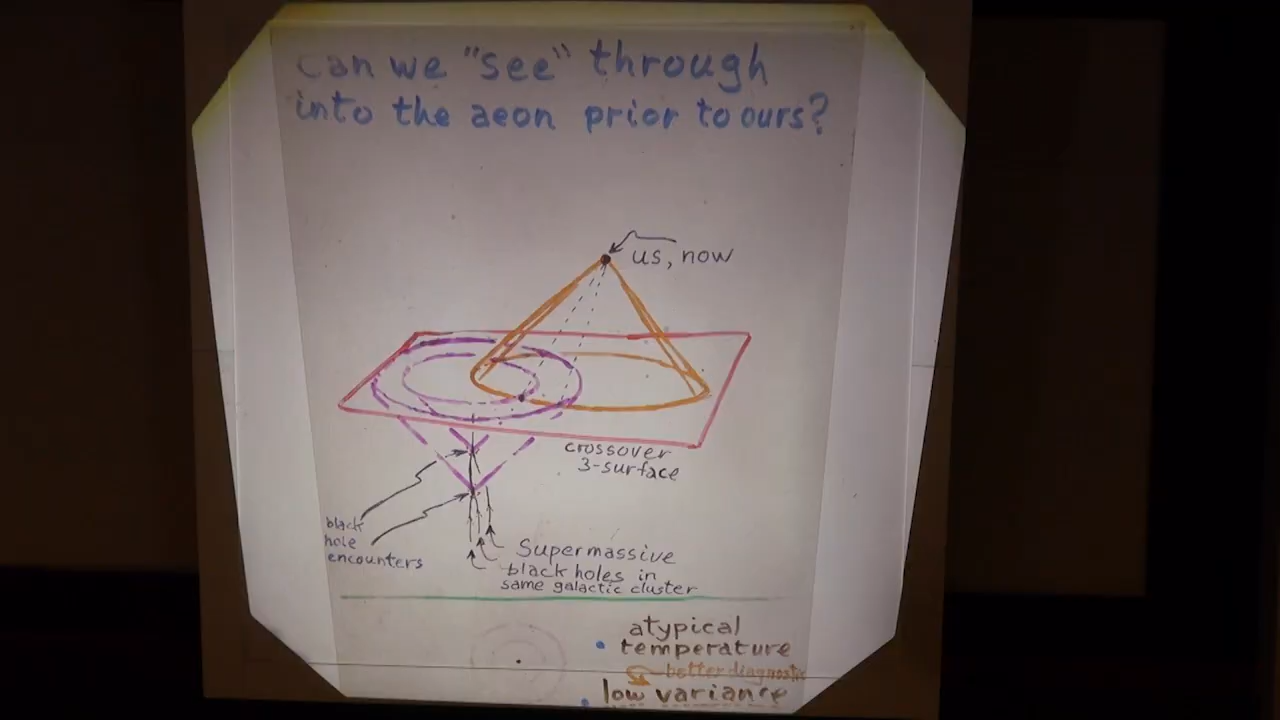 Can we "see" through
into the aeon prior to ours?
us, now
crossover
3-surface
black
hole
encounters
Supermassive
black holes in
same galactic cluster
atypical
• temperature
better diagnostic
• low variance